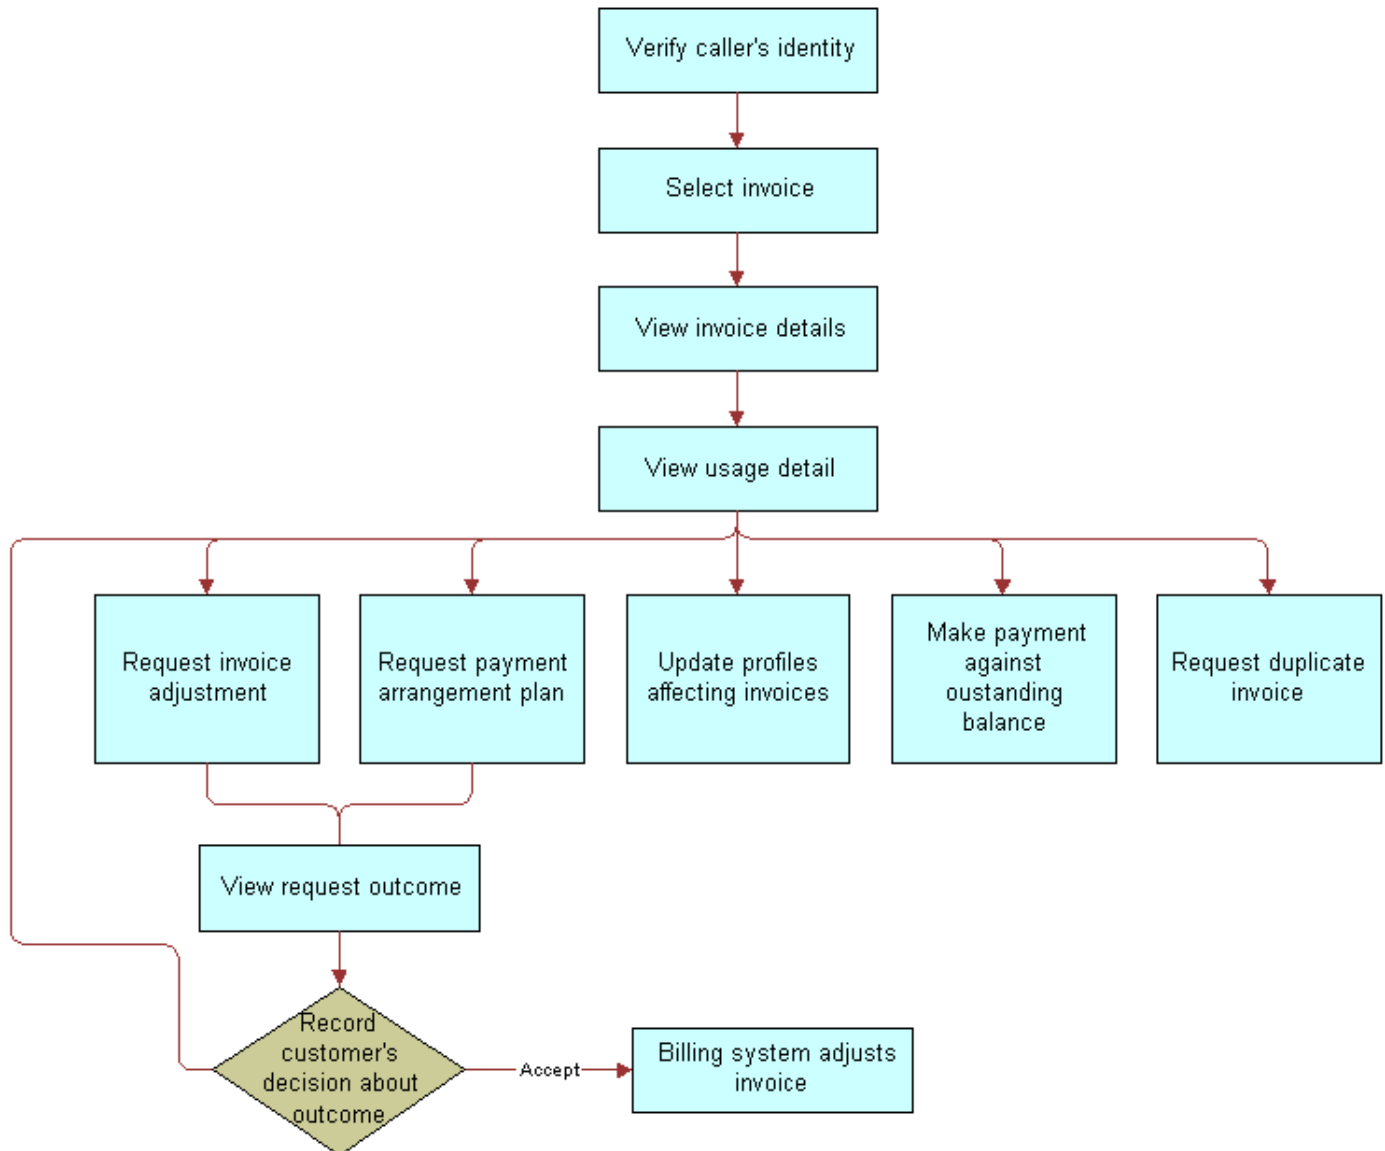 Verify caller's identity
Select invoice
View invoice details
View usage detail
Request invoice
adjustment
Request payment
arrangement plan
Update profiles
affecting invoices
Make payment
against
oustanding
balance
Request duplicate
invoice
View request outcome
Record
customer's
decision about
outcome
Accept
Billing system adjusts
invoice